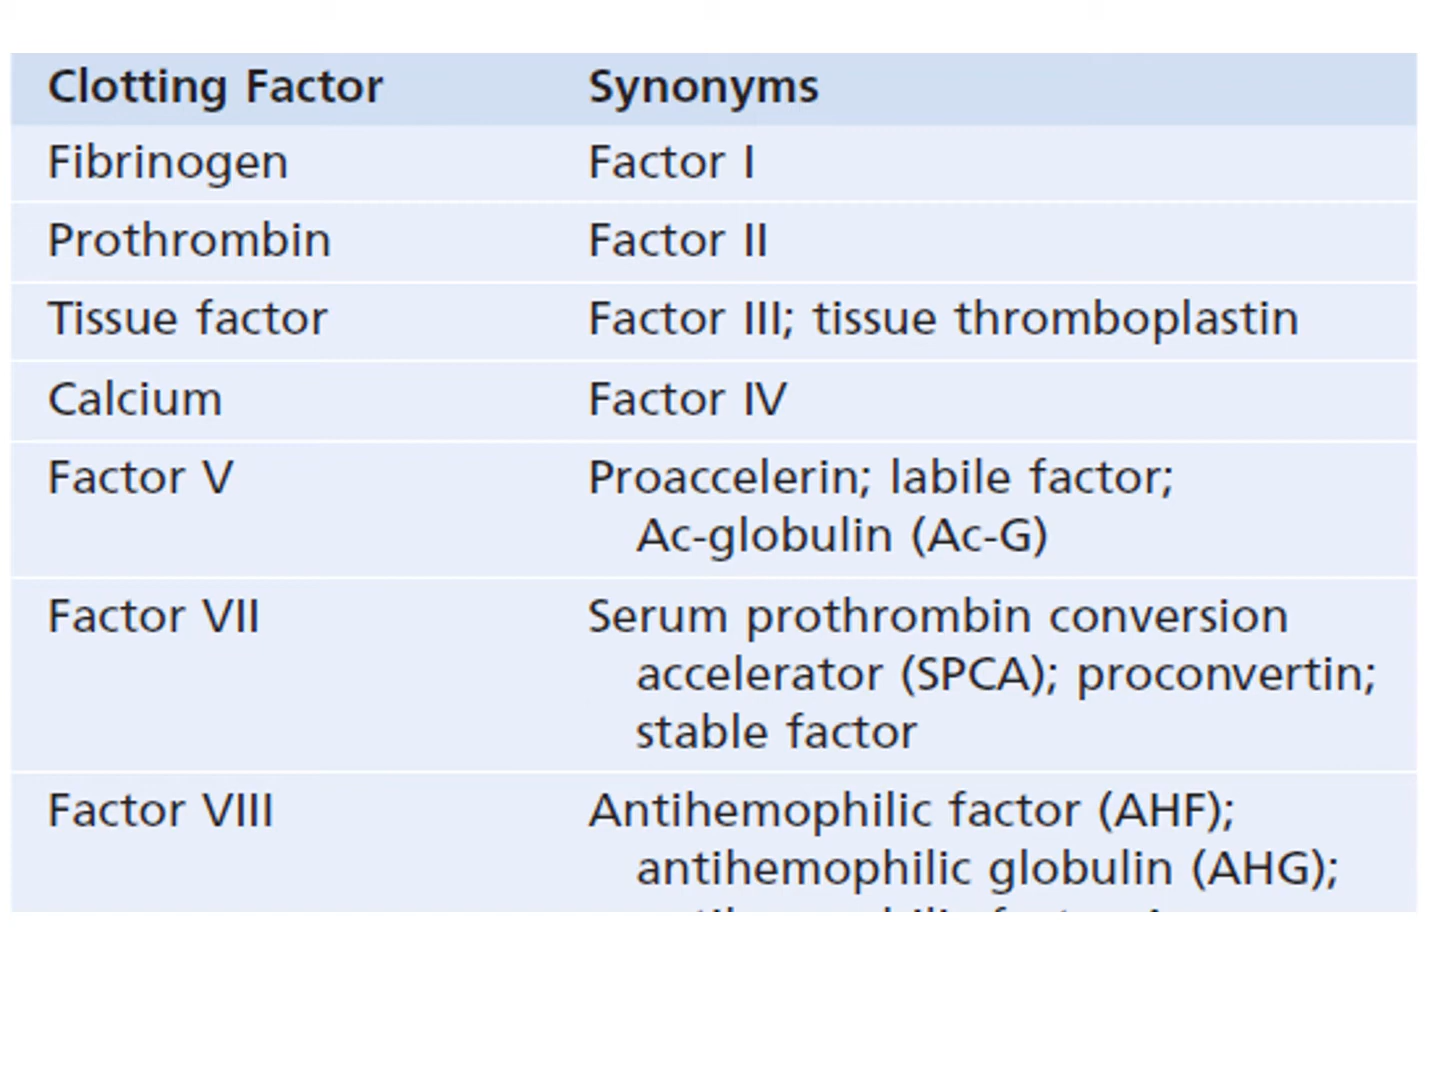 Clotting Factor Synonyms
Fibrinogen Factor I
Prothrombin Factor II
Tissue factor Factor III; tissue thromboplastin
Calcium Factor IV
Factor V Proaccelerin; labile factor;
Ac-globulin (Ac-G)
Factor VII Serum prothrombin conversion
accelerator (SPCA); proconvertin;
stable factor
Factor VIII Antihemophilic factor (AHF);
antihemophilic globulin (AHG);